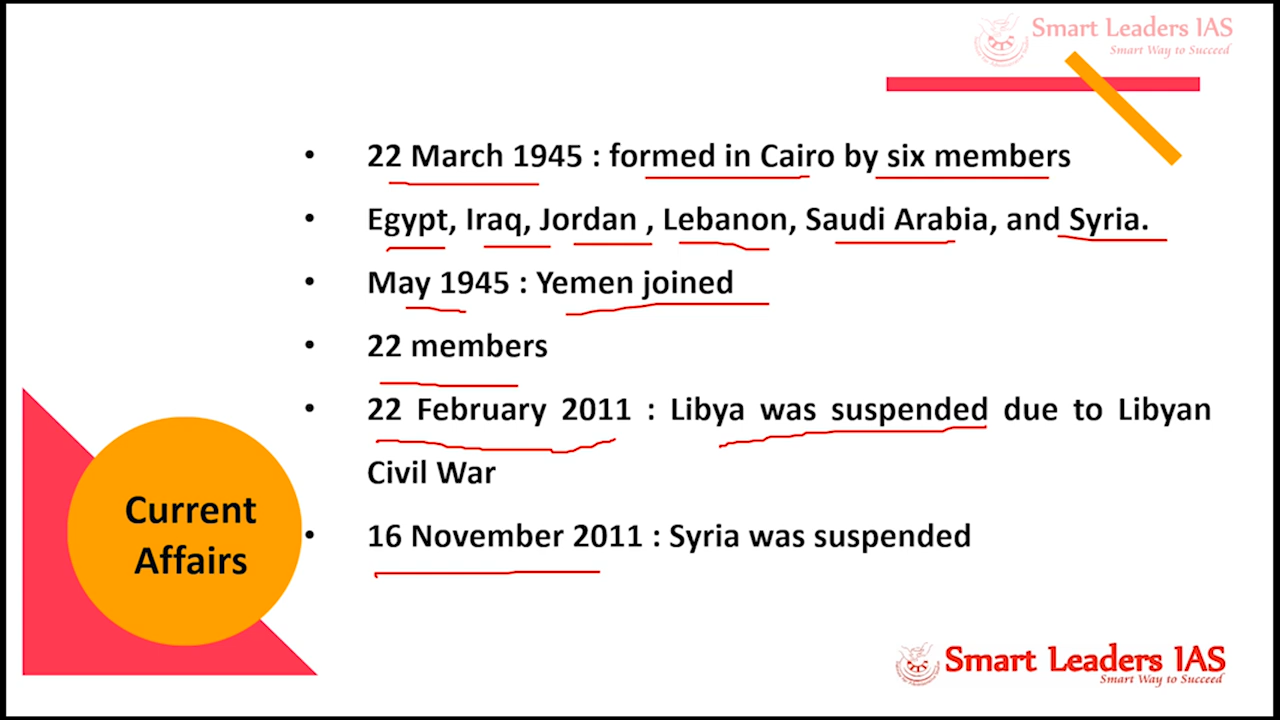 Smart Leaders IAS
Smart Way to Succeed
• 22 March 1945 : formed in Cairo by six members
• Egypt, Iraq, Jordan , Lebanon, Saudi Arabia, and Syria.
• May 1945 : Yemen joined
• 22 members
• 22 February 2011 : Libya was suspended due to Libyan
Civil War
• 16 November 2011 : Syria was suspended
Current
Affairs
Smart Leaders IAS
Smart Way to Succeed